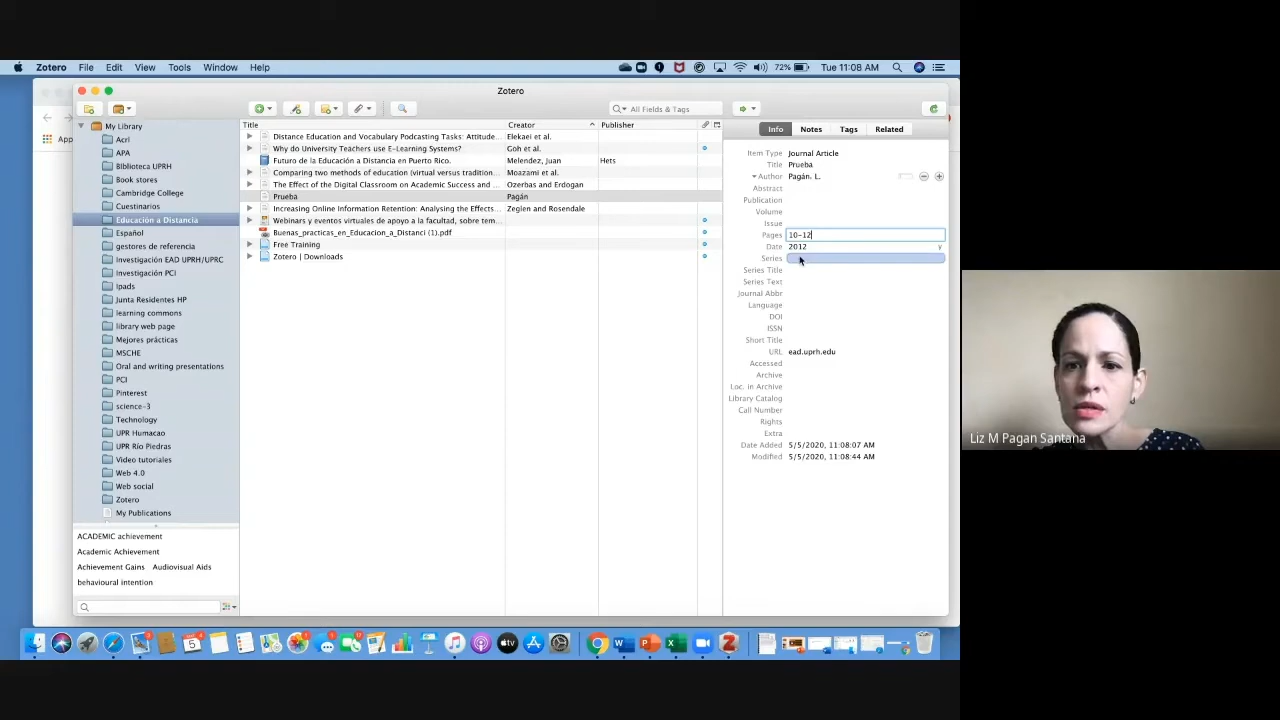 Zotero File Edit View Tools Window Help
72% Tue 11:08 AM
Zotero
All Fields & Tags
My Library
Acrl
APA
BIblioteca UPRH
Book stores
Cambridge College
Cuestinarios
Educación a Distancia
Español
gestores de referencia
Investigación EAD UPRH/UPRC
Investigación PCI
Ipads
Junta Residentes HP
learning commons
library web page
Mejores prácticas
MSCHE
Oral and writing presentations
PCI
Pinterest
science-3
Technology
UPR Humacao
UPR Río Piedras
Video tutoriales
Web 4.0
Web social
Zotero
My Publications
ACADEMIC achievement
Academic Achievement
Achievement Gains Audiovisual Aids
behavioural intention
Title Creator Publisher
Distance Education and Vocabulary Podcasting Tasks: Attitude... Elekaei et al.
Why do University Teachers use E-Learning Systems? Goh et al.
Futuro de la Educación a Distancia en Puerto Rico. Melendez, Juan Hets
Comparing two methods of education (virtual versus tradition... Moazami et al.
The Effect of the Digital Classroom on Academic Success and ... Ozerbas and Erdogan
Prueba Pagán
Increasing Online Information Retention: Analysing the Effects... Zeglen and Rosendale
Webinars y eventos virtuales de apoyo a la facultad, sobre tem...
Buenas_practicas_en_Educacion_a_Distanci (1).pdf
Free Training
Zotero | Downloads
Info Notes Tags Related
Item Type Journal Article
Title Prueba
Author Pagán. L.
Abstract
Publication
Volume
Issue
Pages 10-12
Date 2012 y
Series
Series Title
Series Text
Journal Abbr
Language
DOI
ISSN
Short Title
URL ead.uprh.edu
Accessed
Archive
Loc. in Archive
Library Catalog
Call Number
Rights
Extra
Date Added 5/5/2020, 11:08:07 AM
Modified 5/5/2020, 11:08:44 AM
Liz M Pagan Santana